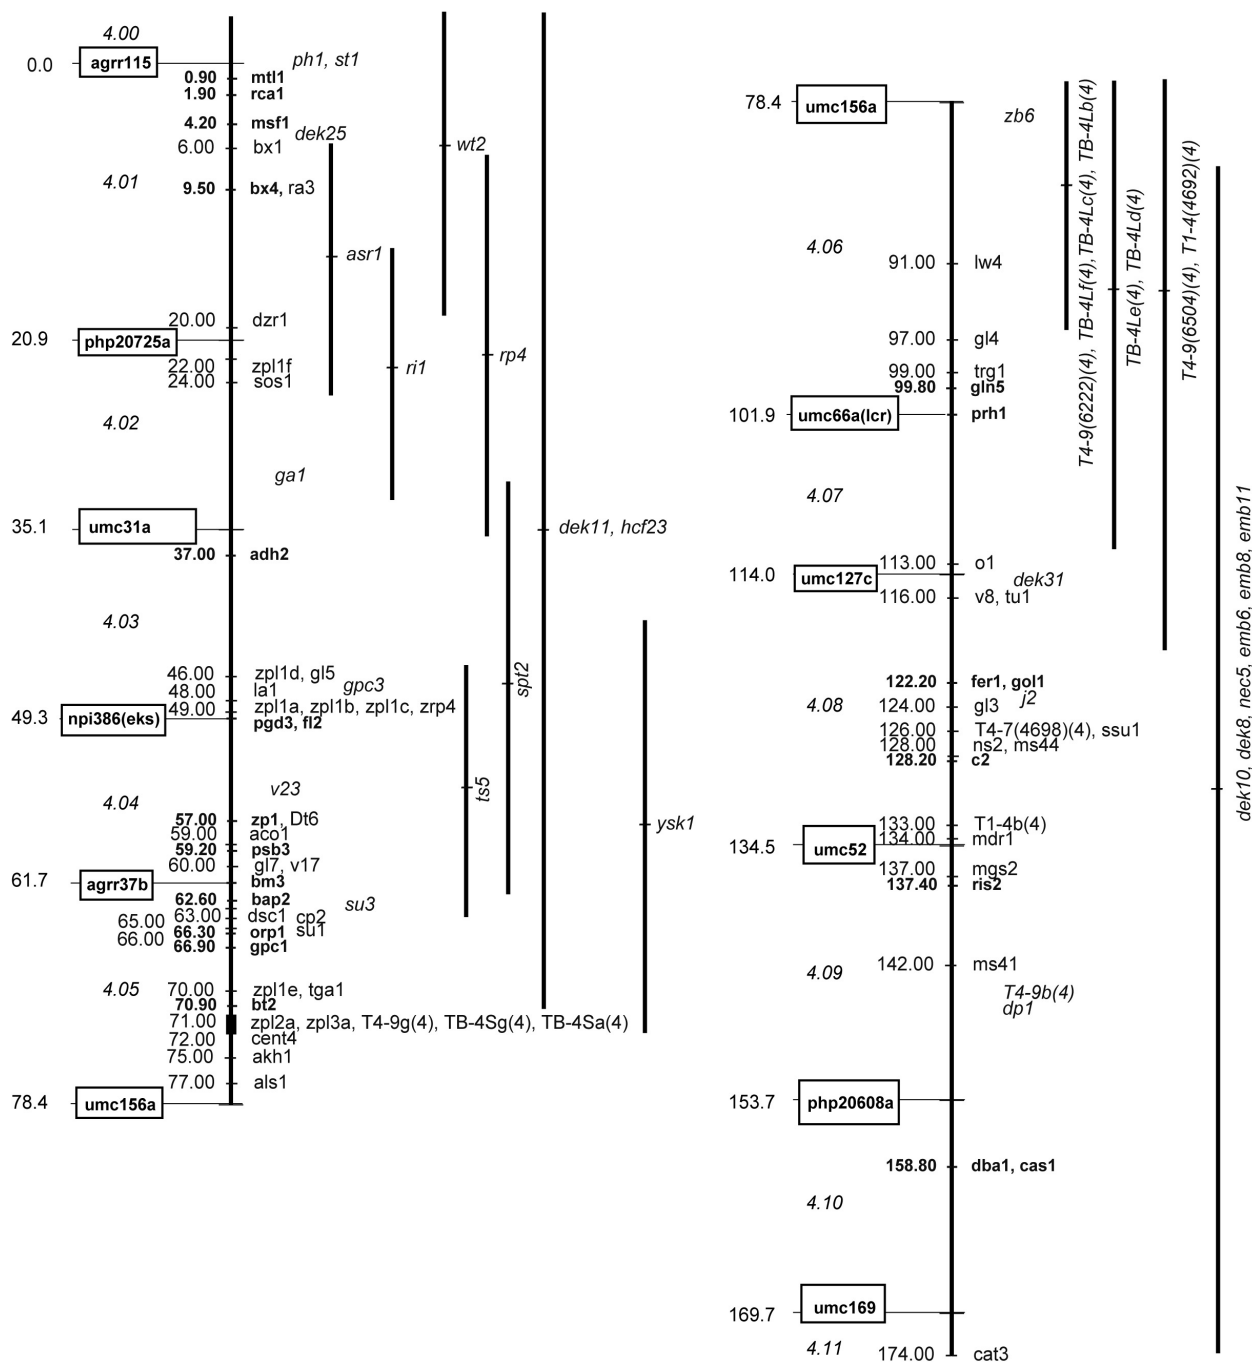 4.00
0.0 agrr115 ph1, st1
0.90 mtl1
1.90 rca1
4.20 msf1
dek25
6.00 bx1
wt2
4.01
9.50 bx4, ra3
asr1
20.00 dzr1
20.9 php20725a
rp4
22.00 zpl1f
ri1
24.00 sos1
4.02
ga1
35.1 umc31a
dek11, hcf23
37.00 adh2
4.03
46.00 zpl1d, gl5
spt2
48.00 la1 gpc3
49.00 zpl1a, zpl1b, zpl1c, zrp4
49.3 npi386(eks) pgd3, fl2
v23
ts5
4.04
57.00 zp1, Dt6
ysk1
59.00 aco1
59.20 psb3
60.00 gl7, v17
61.7 agrr37b bm3
62.60 bap2
su3
63.00 dsc1
65.00 cp2
66.00 su1
66.30 orp1
66.90 gpc1
4.05
70.00 zpl1e, tga1
70.90 bt2
71.00 zpl2a, zpl3a, T4-9g(4), TB-4Sg(4), TB-4Sa(4)
72.00 cent4
75.00 akh1
77.00 als1
78.4 umc156a
78.4 umc156a
zb6
T4-9(6222)(4), TB-4Lf(4),TB-4Lc(4), TB-4Lb(4)
TB-4Le(4), TB-4Ld(4)
T4-9(6504)(4), T1-4(4692)(4)
4.06
91.00 lw4
97.00 gl4
99.00 trg1
99.80 gln5
101.9 umc66a(lcr) prh1
4.07
113.00 o1
114.0 umc127c
dek31
116.00 v8, tu1
dek10, dek8, nec5, emb6, emb8, emb11
122.20 fer1, gol1
j2
4.08
124.00 gl3
126.00 T4-7(4698)(4), ssu1
128.00 ns2, ms44
128.20 c2
133.00 T1-4b(4)
134.00 mdr1
134.5 umc52
137.00 mgs2
137.40 ris2
142.00 ms41
4.09
T4-9b(4)
dp1
153.7 php20608a
158.80 dba1, cas1
4.10
169.7 umc169
4.11
174.00 cat3